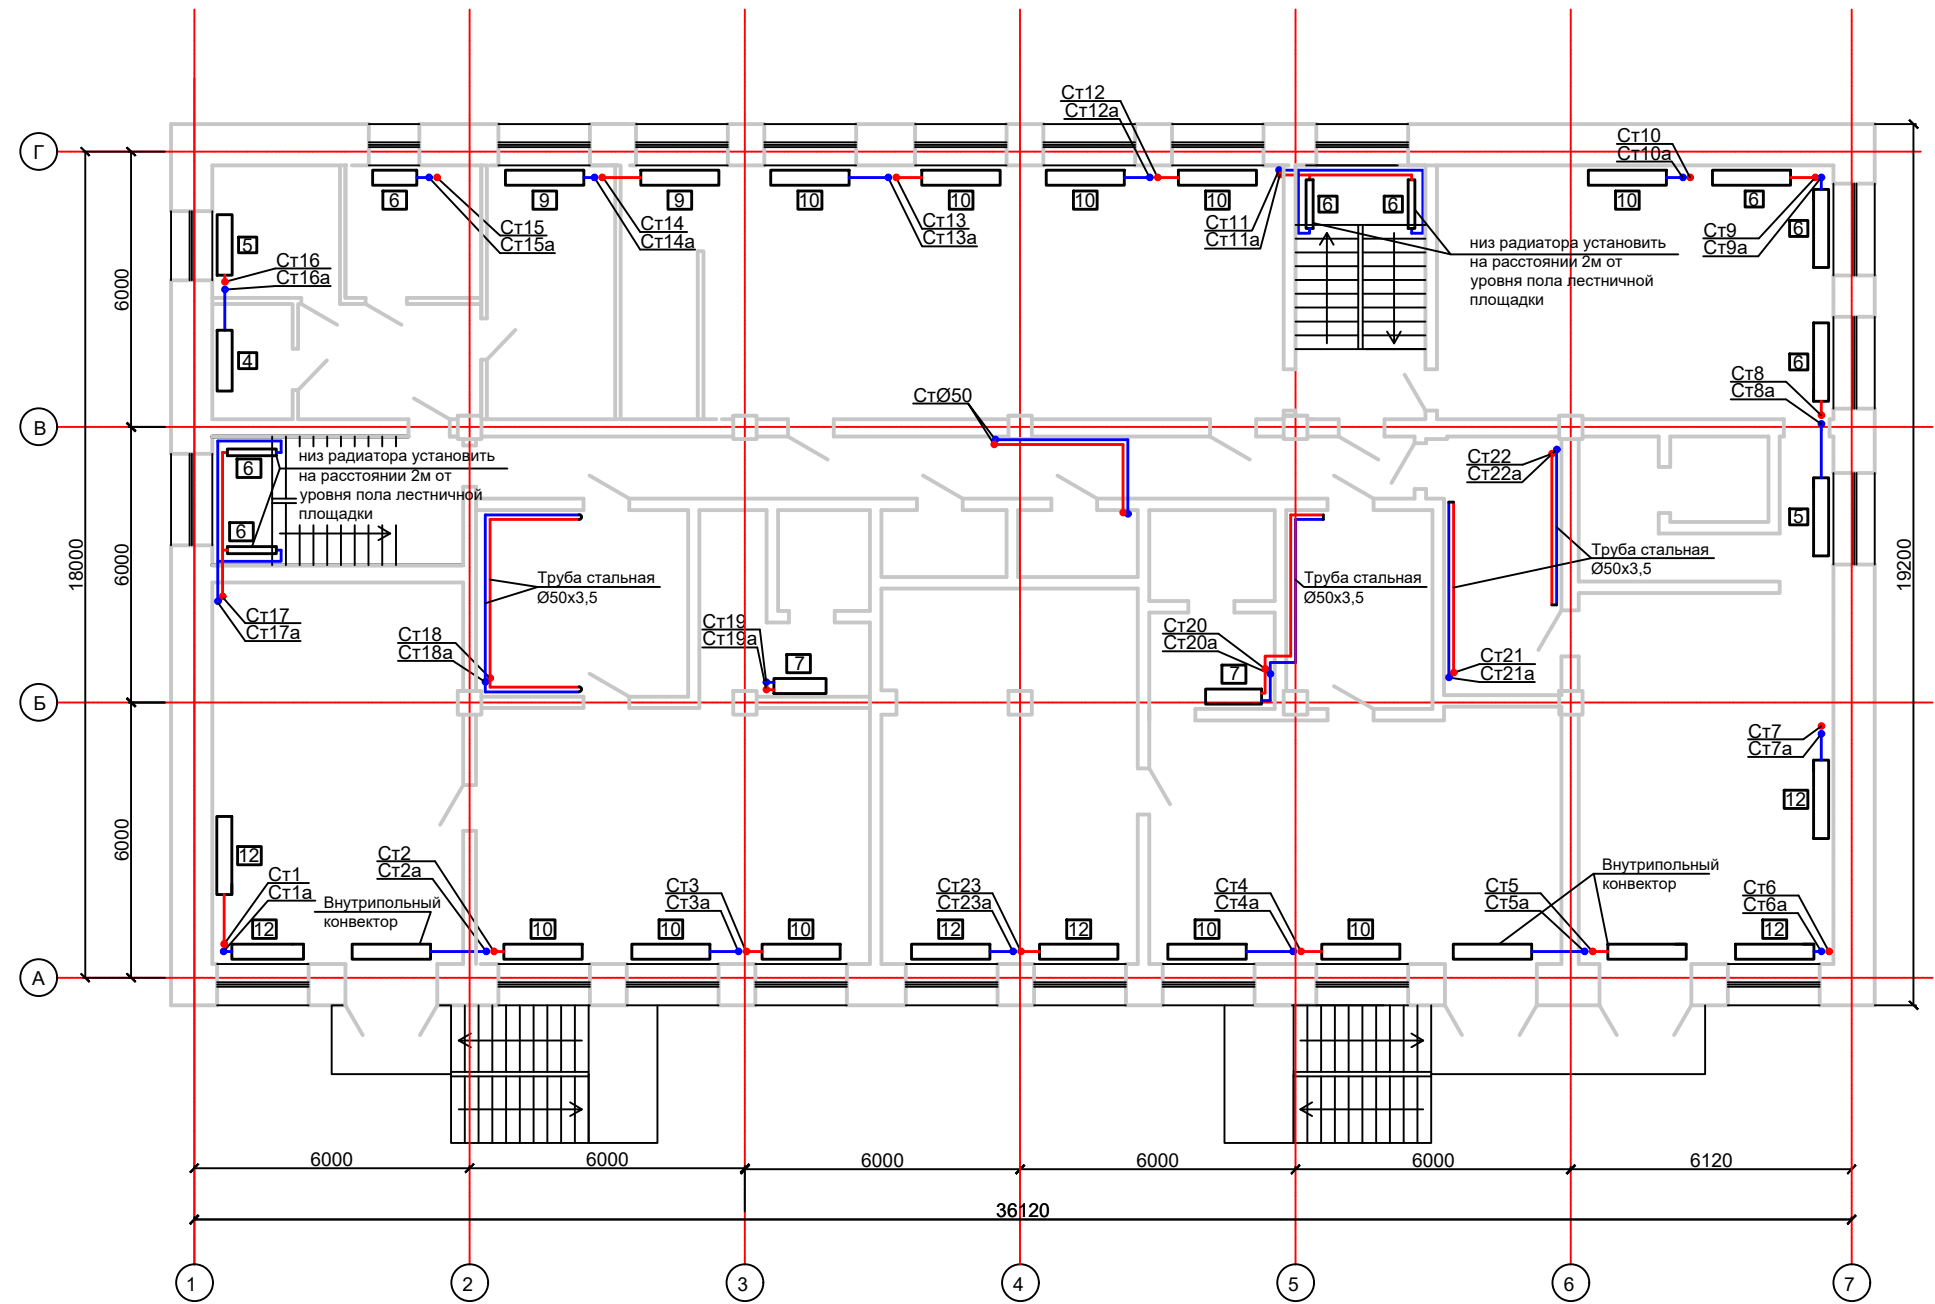 Ст12
Ст12а
Ст10
Ст10а
Г
6
9
9
10
10
10
10
6
6
10
6
Ст15
Ст15а
Ст14
Ст14а
Ст13
Ст13а
Ст11
Ст11а
Ст9
Ст9а
6
5
Ст16
Ст16а
низ радиатора установить
на расстоянии 2м от
уровня пола лестничной
площадки
6000
4
6
Ст8
Ст8а
СтØ50
В
низ радиатора установить
на расстоянии 2м от
уровня пола лестничной
площадки
6
6
Ст22
Ст22а
5
18000
6000
19200
Труба стальная
Ø50х3,5
Труба стальная
Ø50х3,5
Труба стальная
Ø50х3,5
Ст17
Ст17а
Ст18
Ст18а
Ст19
Ст19а
7
Ст20
Ст20а
7
Ст21
Ст21а
Б
Ст7
Ст7а
12
6000
12
Ст1
Ст1а
Ст2
Ст2а
Внутрипольный
конвектор
Ст3
Ст3а
Ст23
Ст23а
Ст4
Ст4а
Ст5
Ст5а
Внутрипольный
конвектор
Ст6
Ст6а
12
10
10
10
12
12
10
10
12
А
6000
6000
6000
6000
6000
6120
36120
1
2
3
4
5
6
7